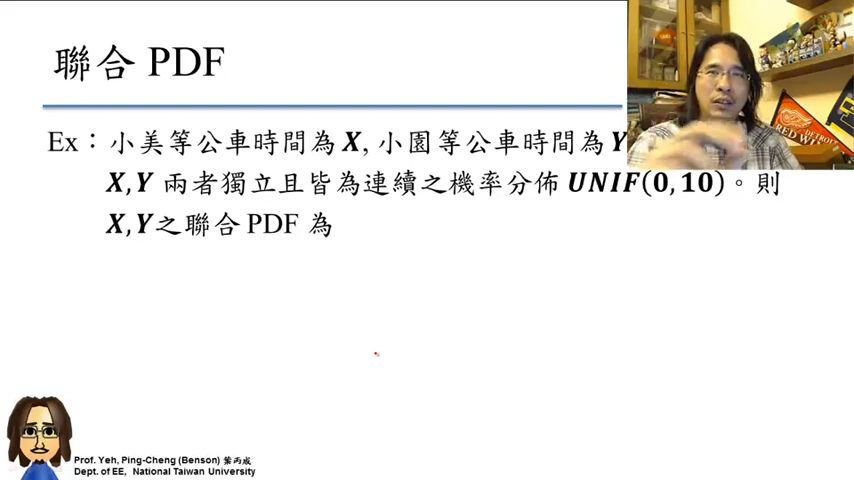 聯合 PDF
Ex：小美等公車時間為 X, 小園等公車時間為 Y
X, Y 兩者獨立且皆為連續之機率分佈 UNIF(0, 10)。則
X, Y 之聯合 PDF 為
RED WI
DETROI
Prof. Yeh, Ping-Cheng (Benson) 葉丙成
Dept. of EE, National Taiwan University